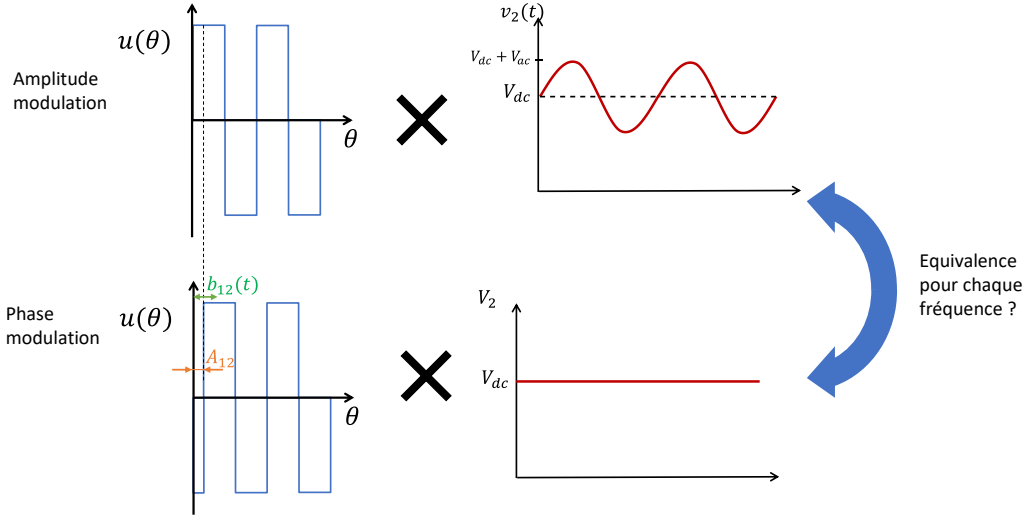 Amplitude
modulation
u(θ)
θ
v₂(t)
V_dc + V_ac
V_dc
Equivalence
pour chaque
fréquence ?
Phase
modulation
u(θ)
b₁₂(t)
A₁₂
θ
V₂
V_dc